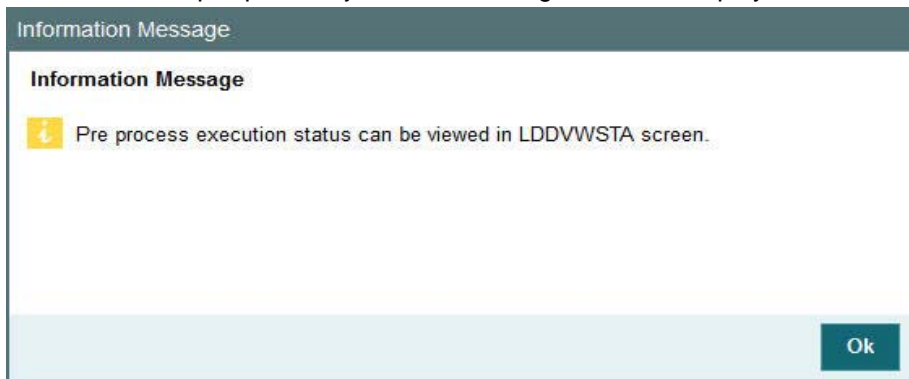 Information Message
Information Message
i Pre process execution status can be viewed in LDDVWSTA screen.
Ok